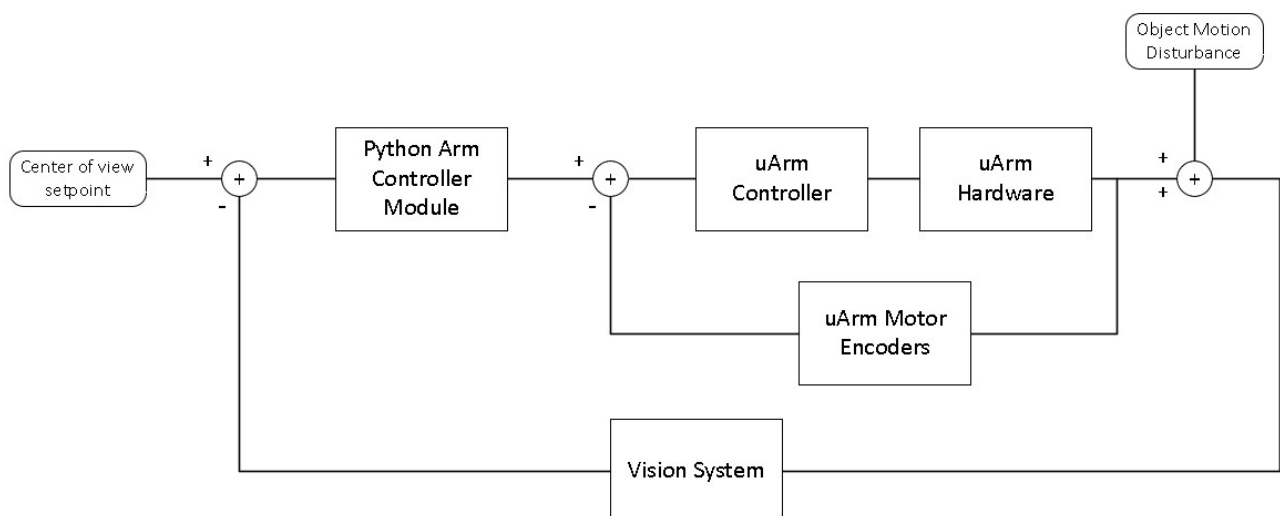 Object Motion
Disturbance
Center of view
setpoint
+
-
+
Python Arm
Controller
Module
+
-
+
uArm
Controller
uArm
Hardware
+
+
+
uArm Motor
Encoders
Vision System